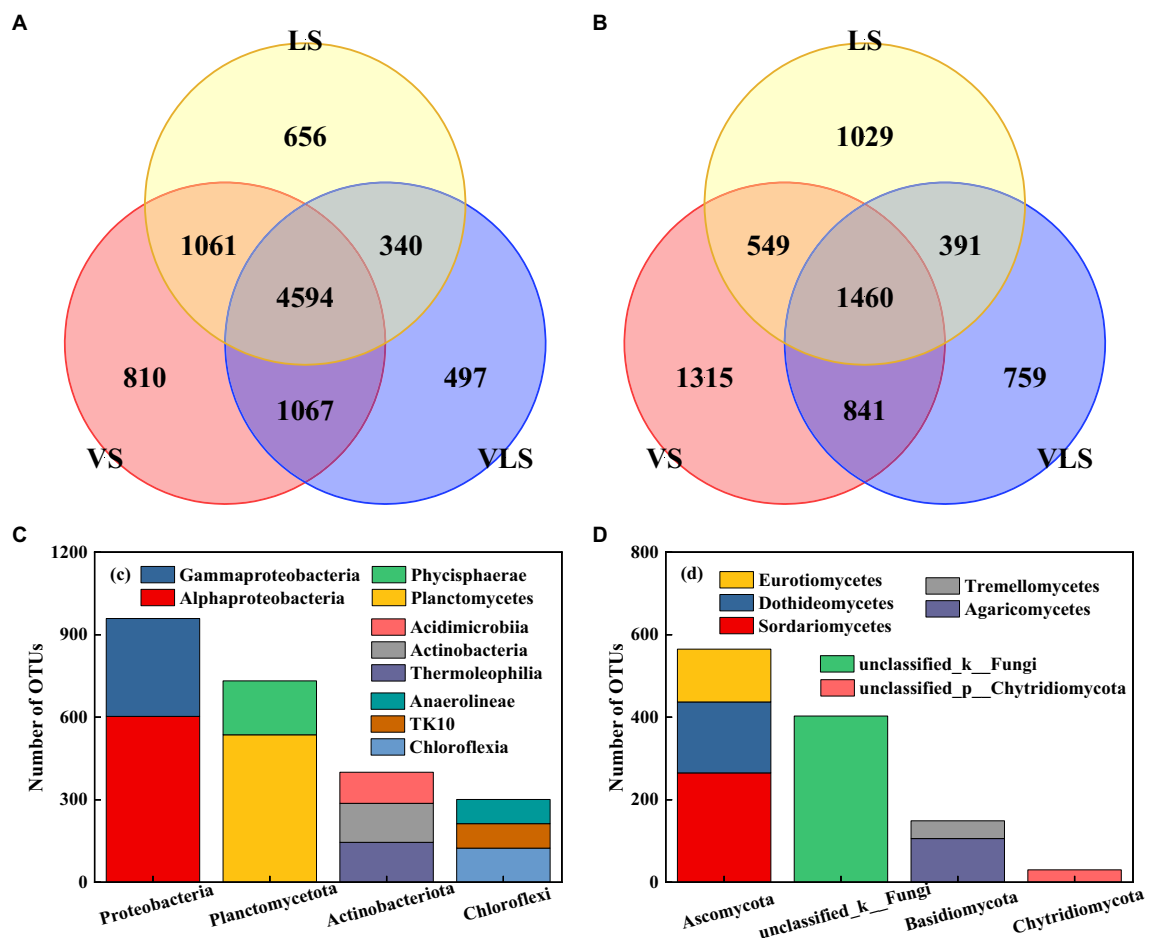 A
LS
656
1061
340
4594
810
497
1067
VS
VLS
B
LS
1029
549
391
1460
1315
759
841
VS
VLS
C
1200
900
600
300
0
Number of OTUs
(c)
Gammaproteobacteria
Alphaproteobacteria
Phycisphaerae
Planctomycetes
Acidimicrobiia
Actinobacteria
Thermoleophilia
Anaerolineae
TK10
Chloroflexia
Proteobacteria
Planctomycetota
Actinobacteriota
Chloroflexi
D
800
600
400
200
0
Number of OTUs
(d)
Eurotiomycetes
Dothideomycetes
Sordariomycetes
Tremellomycetes
Agaricomycetes
unclassified_k__Fungi
unclassified_p__Chytridiomycota
Ascomycota
unclassified_k__Fungi
Basidiomycota
Chytridiomycota